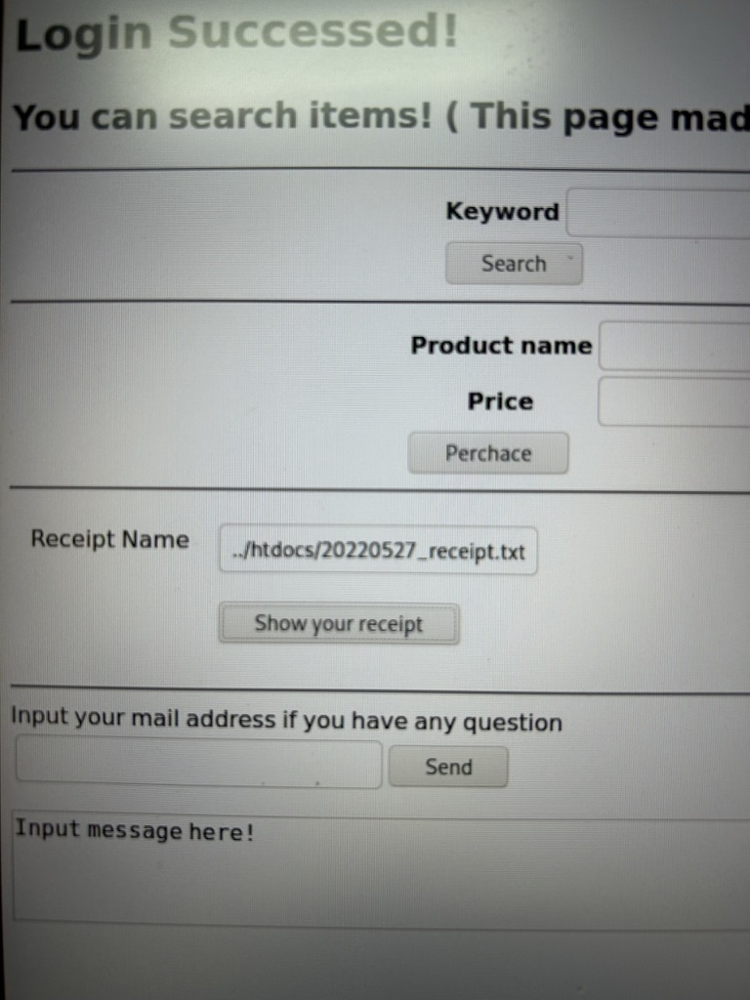 Login Successed!
You can search items! ( This page mad
Keyword
Search
Product name
Price
Perchace
Receipt Name ../htdocs/20220527_receipt.txt
Show your receipt
Input your mail address if you have any question
Send
Input message here!